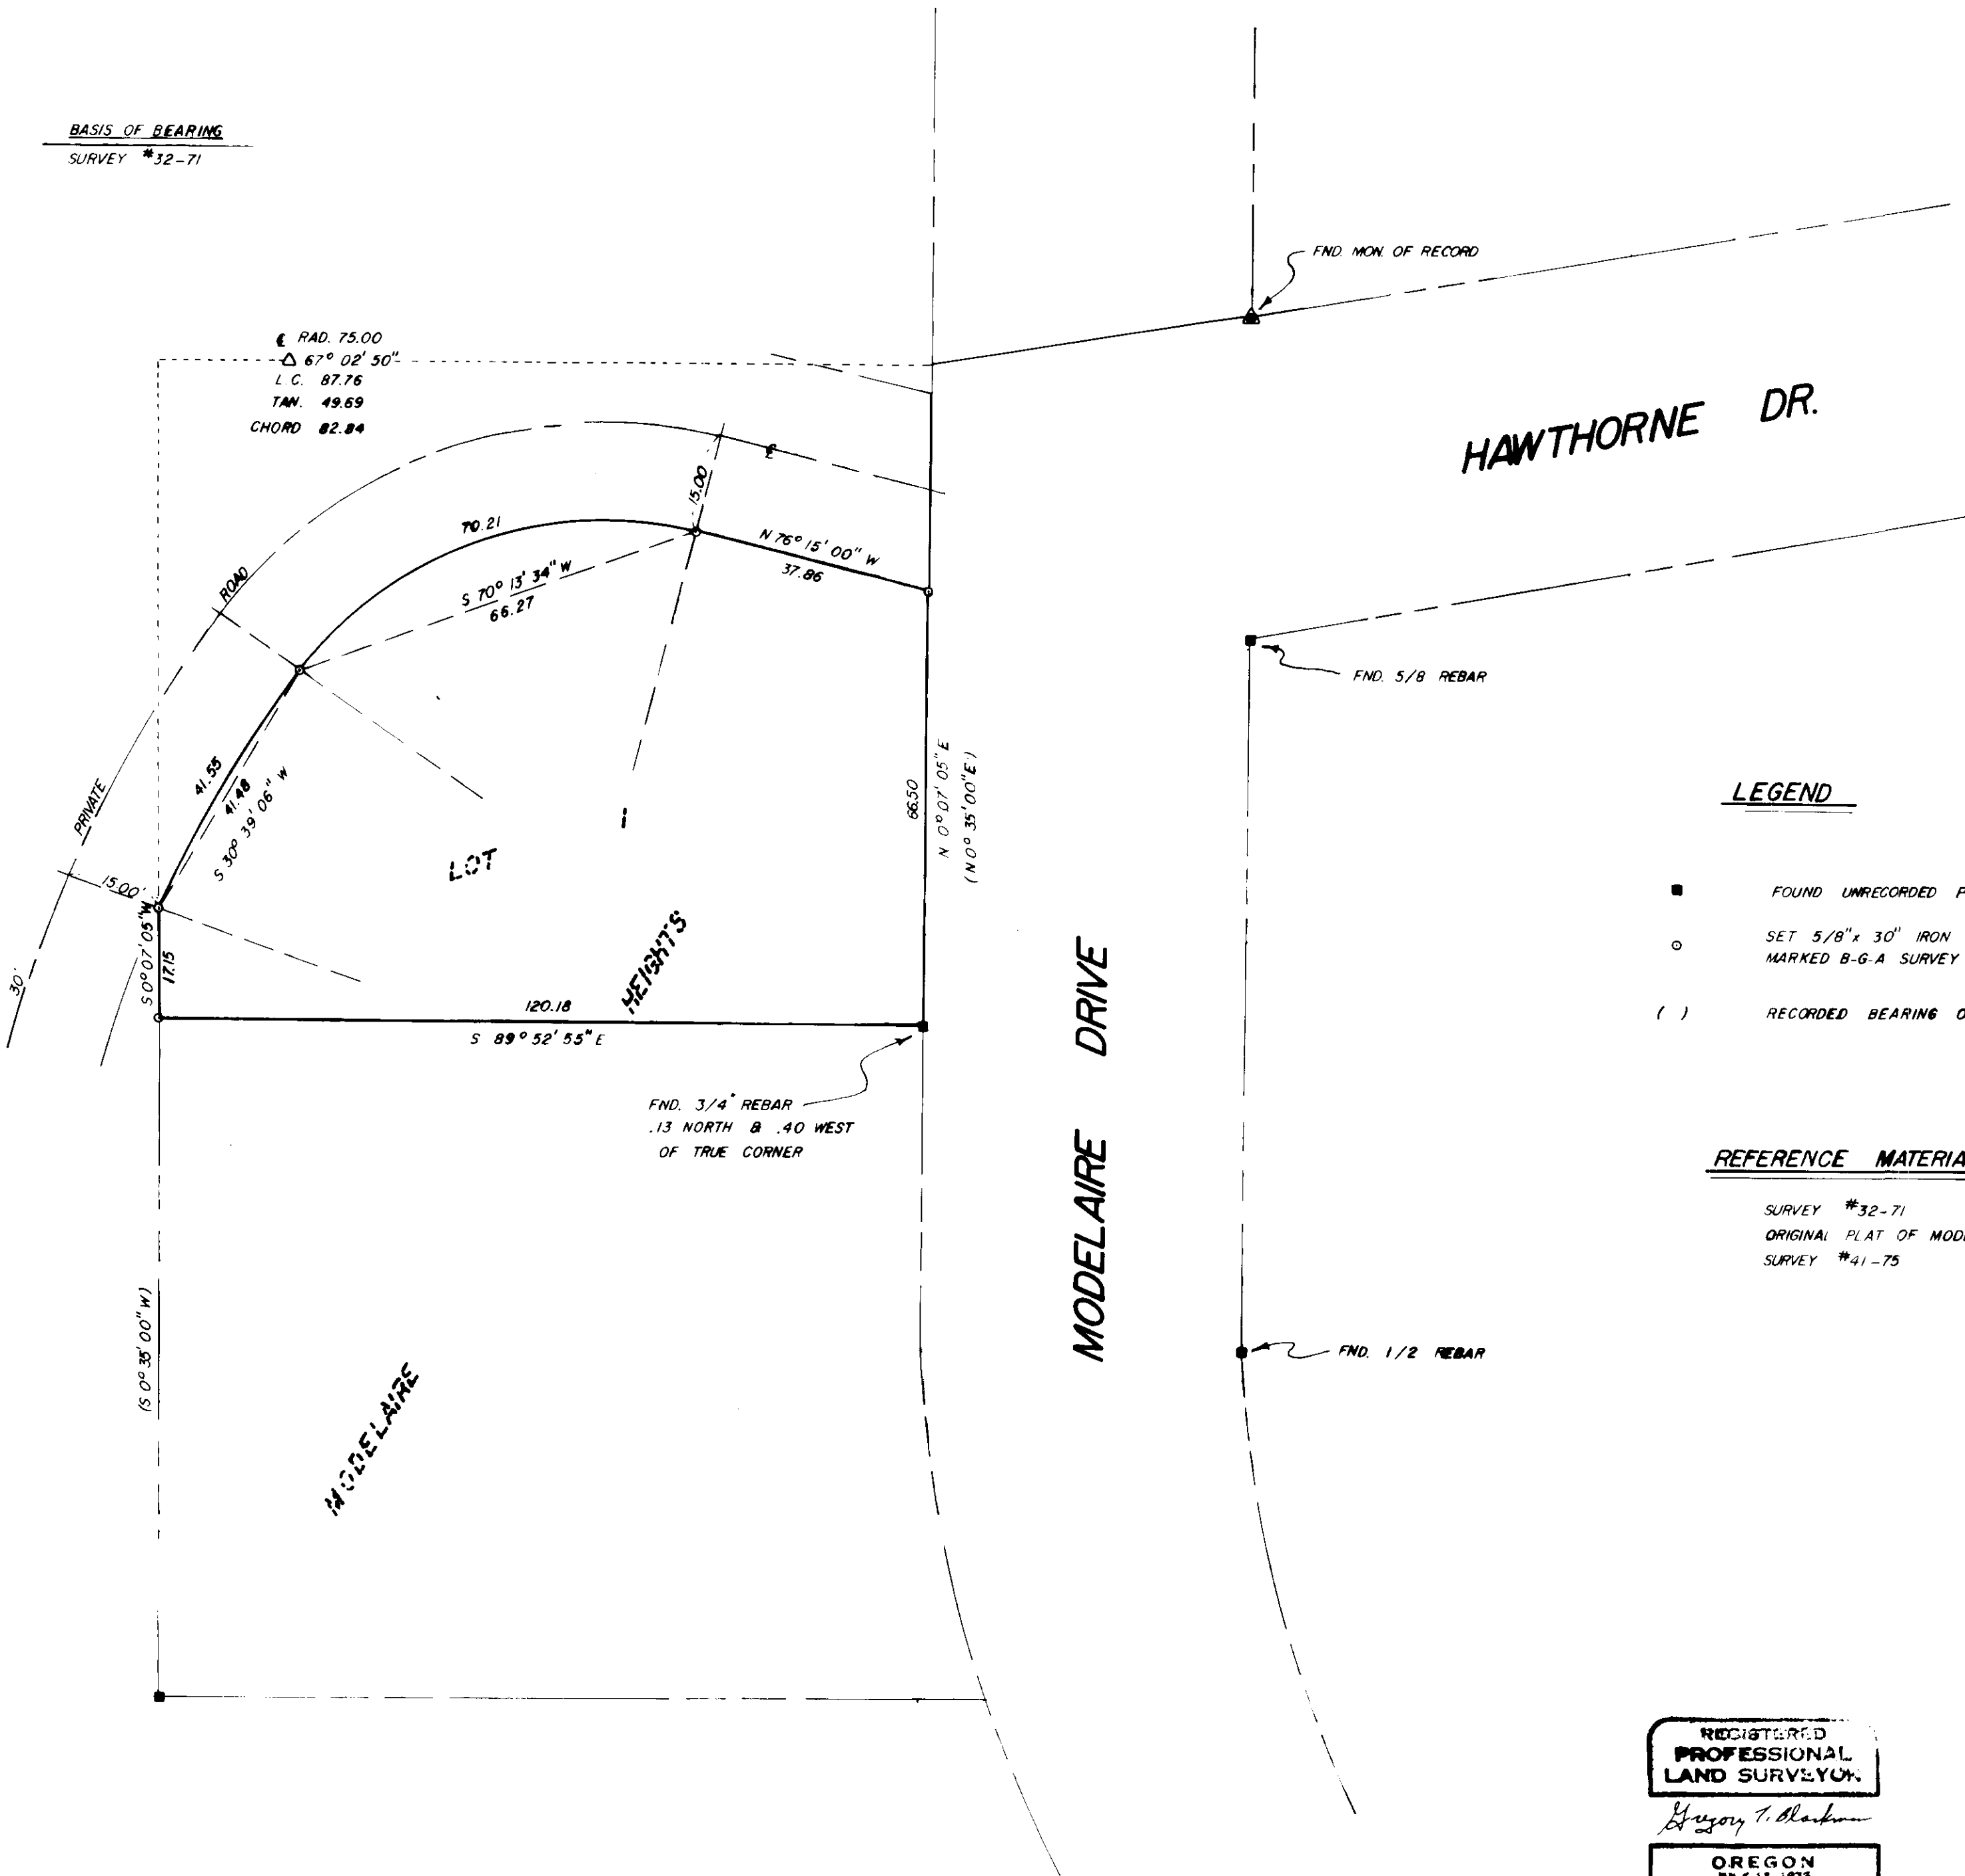 BASIS OF BEARING
SURVEY #32-71
FND. MON. OF RECORD
℄ RAD. 75.00
△ 67° 02' 50"
L.C. 87.76
TAN. 49.69
CHORD 82.84
HAWTHORNE DR.
15.00
℄
70.21
N 76° 15' 00" W
37.86
S 70° 13' 34" W
66.27
ROAD
FND. 5/8 REBAR
41.55
41.48
S 30° 39' 06" W
PRIVATE
66.50
N 0° 07' 05" E
(N 0° 35' 00" E)
LEGEND
LOT 1
15.00'
S 0° 07' 05" W
17.15
30'
FOUND UNRECORDED
SET 5/8" x 30" IRON
MARKED B-G-A SURVEY
( ) RECORDED BEARING
HEIGHTS
120.18
S 89° 52' 55" E
MODELAIRE DRIVE
FND. 3/4" REBAR
.13 NORTH & .40 WEST
OF TRUE CORNER
REFERENCE MATERIA
SURVEY #32-71
ORIGINAL PLAT OF MOD
SURVEY #41-75
(S 0° 35' 00" W)
FND. 1/2 REBAR
MODELAIRE
REGISTERED
PROFESSIONAL
LAND SURVEYOR
Gregory T. Blackman
OREGON